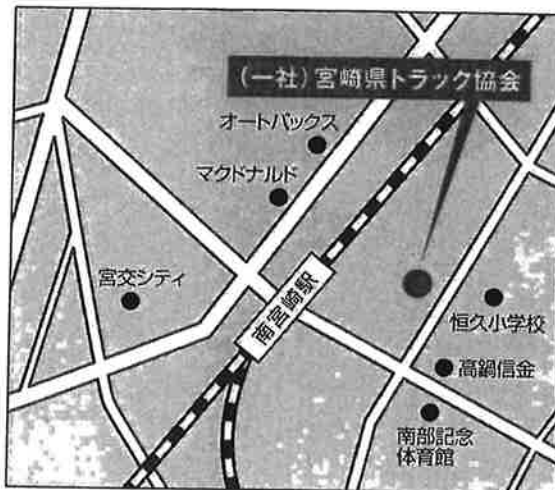 (一社)宮崎県トラック協会
オートバックス
マクドナルド
宮交シティ
南宮崎駅
恒久小学校
高鍋信金
南部記念
体育館